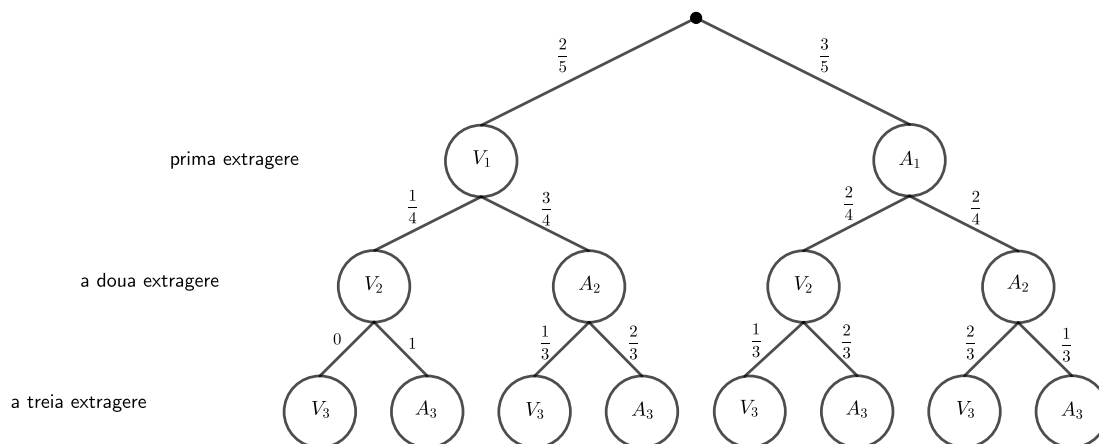 2/5 3/5
prima extragere V₁ A₁
1/4 3/4 2/4 2/4
a doua extragere V₂ A₂ V₂ A₂
0 1 1/3 2/3 1/3 2/3 2/3 1/3
a treia extragere V₃ A₃ V₃ A₃ V₃ A₃ V₃ A₃